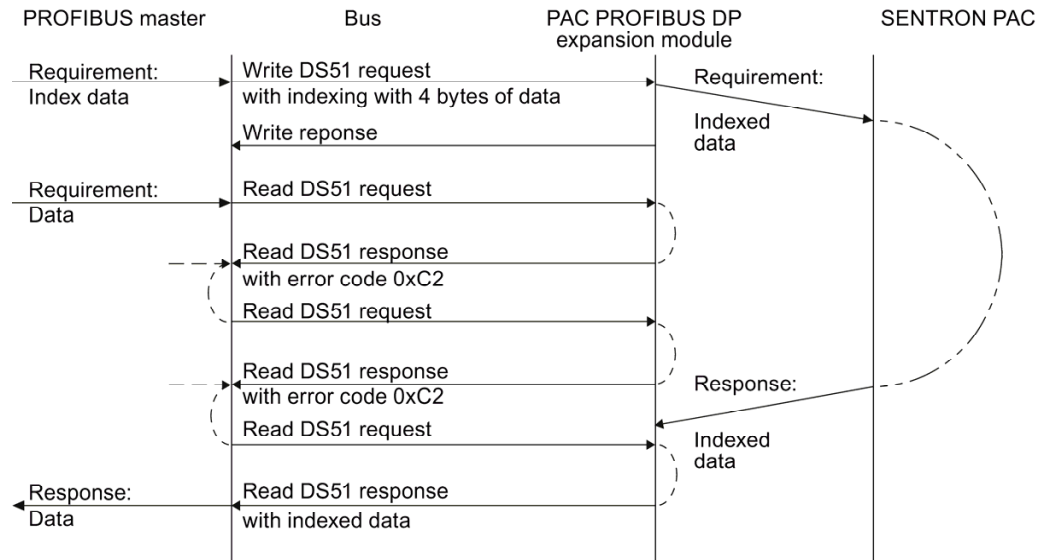 PROFIBUS master
Bus
PAC PROFIBUS DP
expansion module
SENTRON PAC
Requirement:
Index data
Write DS51 request
with indexing with 4 bytes of data
Requirement:
Indexed
data
Write reponse
Requirement:
Data
Read DS51 request
Read DS51 response
with error code 0xC2
Read DS51 request
Read DS51 response
with error code 0xC2
Response:
Read DS51 request
Indexed
data
Response:
Data
Read DS51 response
with indexed data